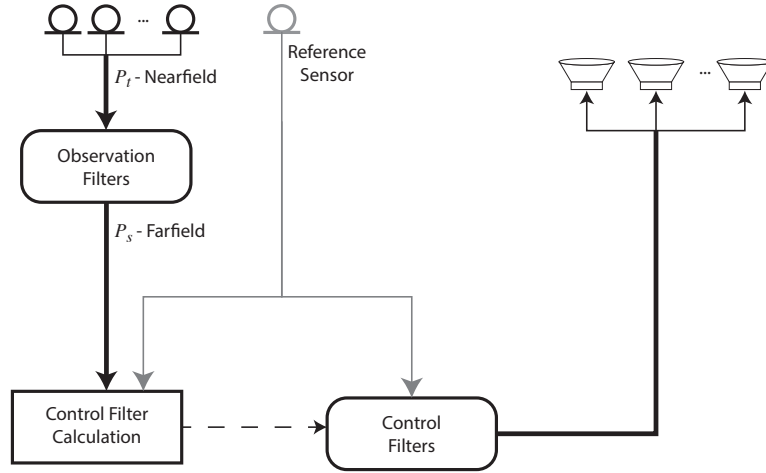 ...
Reference
Sensor
...
P_t - Nearfield
Observation
Filters
P_s - Farfield
Control Filter
Calculation
Control
Filters